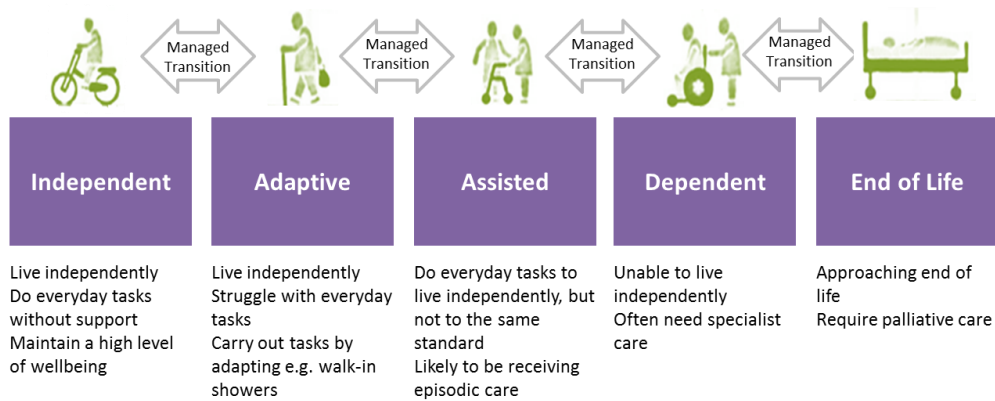 Managed
Transition
Managed
Transition
Managed
Transition
Managed
Transition
Independent
Adaptive
Assisted
Dependent
End of Life
Live independently
Do everyday tasks
without support
Maintain a high level
of wellbeing
Live independently
Struggle with everyday
tasks
Carry out tasks by
adapting e.g. walk-in
showers
Do everyday tasks to
live independently, but
not to the same
standard
Likely to be receiving
episodic care
Unable to live
independently
Often need specialist
care
Approaching end of
life
Require palliative care